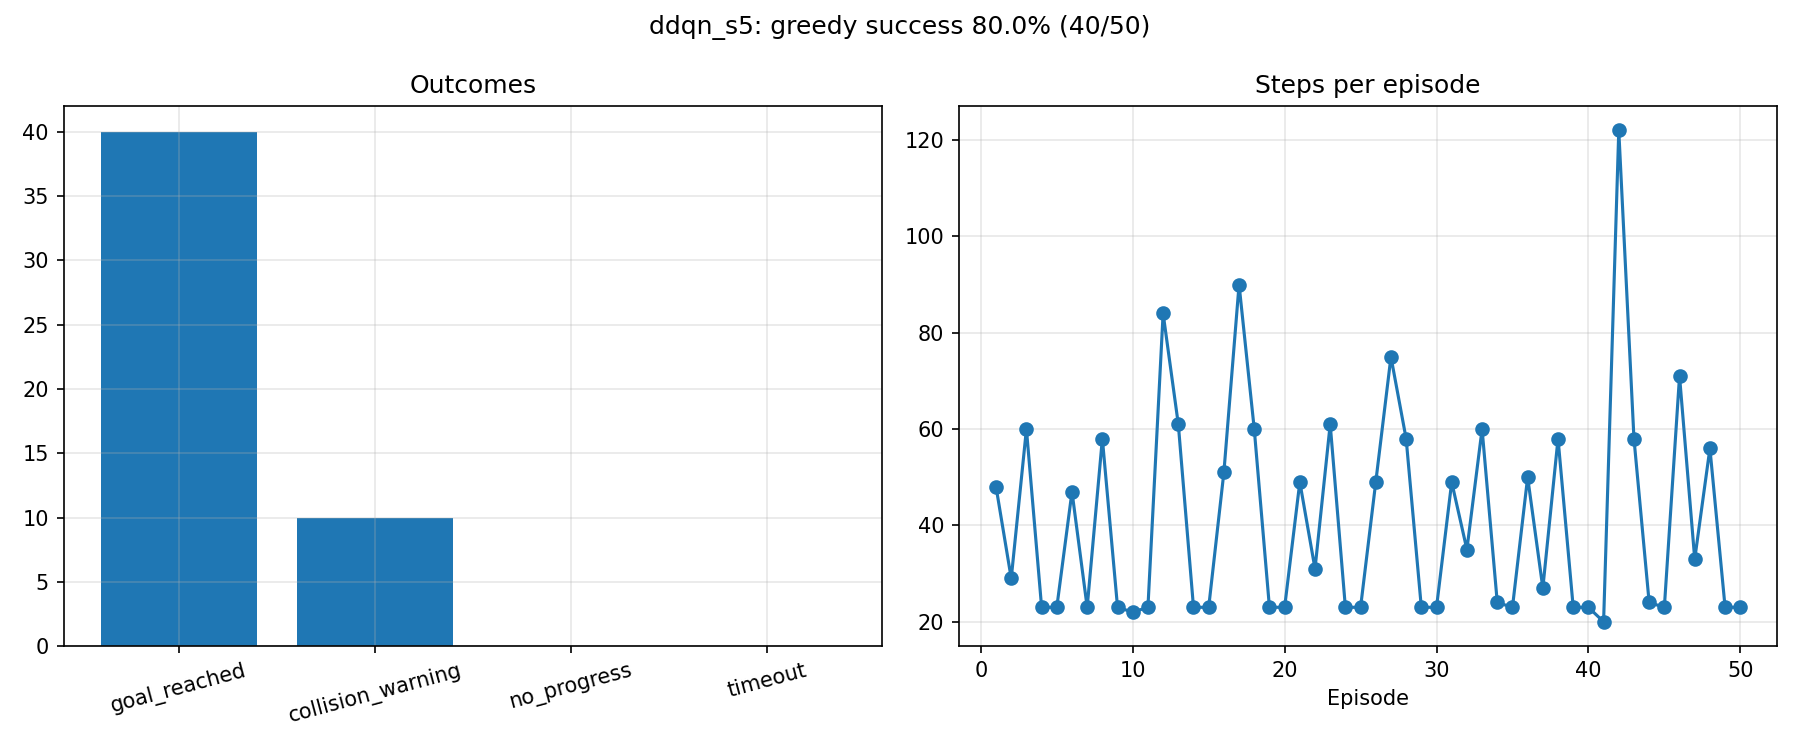 ddqn_s5: greedy success 80.0% (40/50)
Outcomes
40
35
30
25
20
15
10
5
0
goal_reached
collision_warning
no_progress
timeout
Steps per episode
120
100
80
60
40
20
0
10
20
30
40
50
Episode